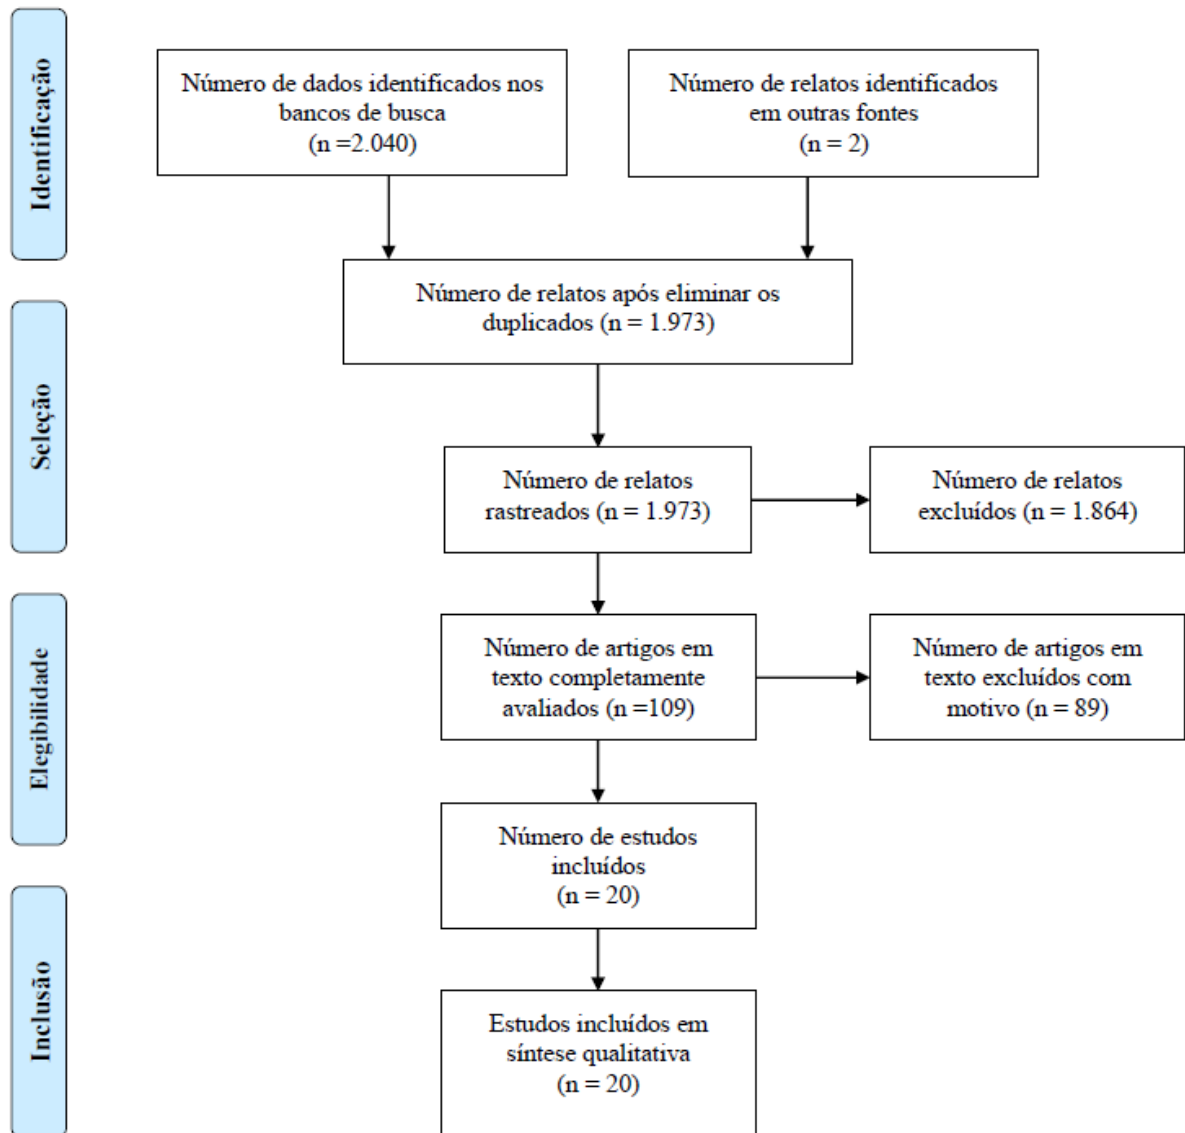 Identificação
Número de dados identificados nos
bancos de busca
(n =2.040)
Número de relatos identificados
em outras fontes
(n = 2)
Seleção
Número de relatos após eliminar os
duplicados (n = 1.973)
Número de relatos
rastreados (n = 1.973)
Número de relatos
excluídos (n = 1.864)
Elegibilidade
Número de artigos em
texto completamente
avaliados (n =109)
Número de artigos em
texto excluídos com
motivo (n = 89)
Número de estudos
incluídos
(n = 20)
Inclusão
Estudos incluídos em
síntese qualitativa
(n = 20)